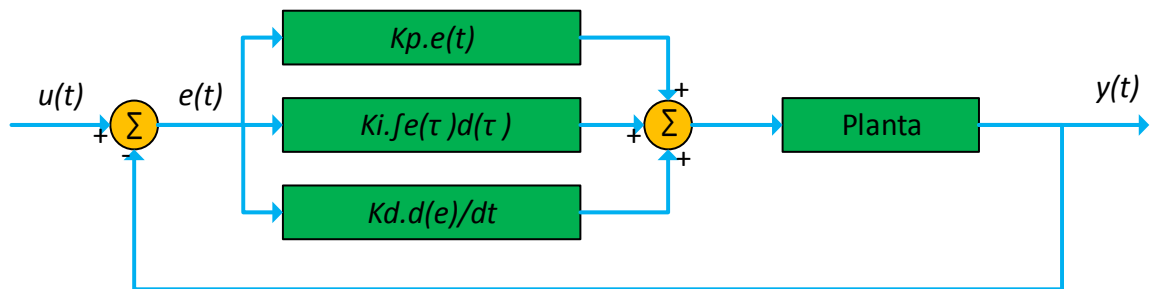 Kp.e(t)
u(t)
e(t)
y(t)
+
Σ
-
Ki.∫e(τ )d(τ )
+
+
Σ
+
Planta
Kd.d(e)/dt